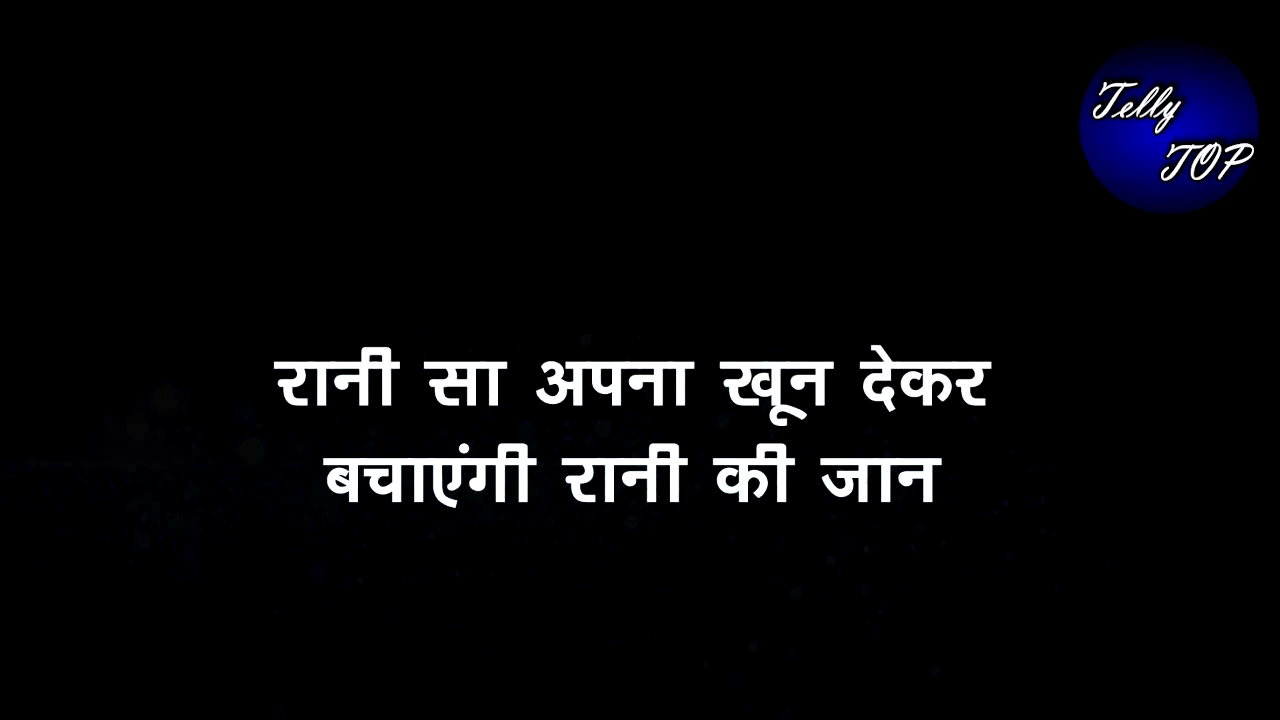 Telly
TOP
रानी सा अपना खून देकर
बचाएंगी रानी की जान